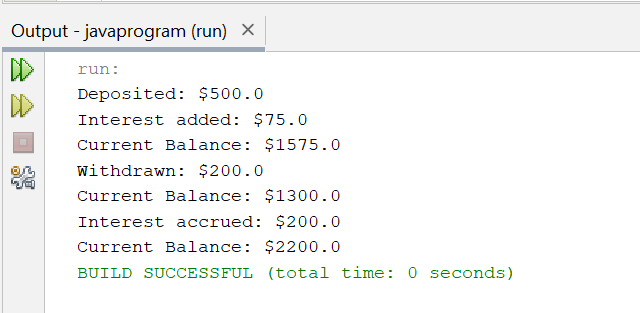 Output - javaprogram (run)
run:
Deposited: $500.0
Interest added: $75.0
Current Balance: $1575.0
Withdrawn: $200.0
Current Balance: $1300.0
Interest accrued: $200.0
Current Balance: $2200.0
BUILD SUCCESSFUL (total time: 0 seconds)